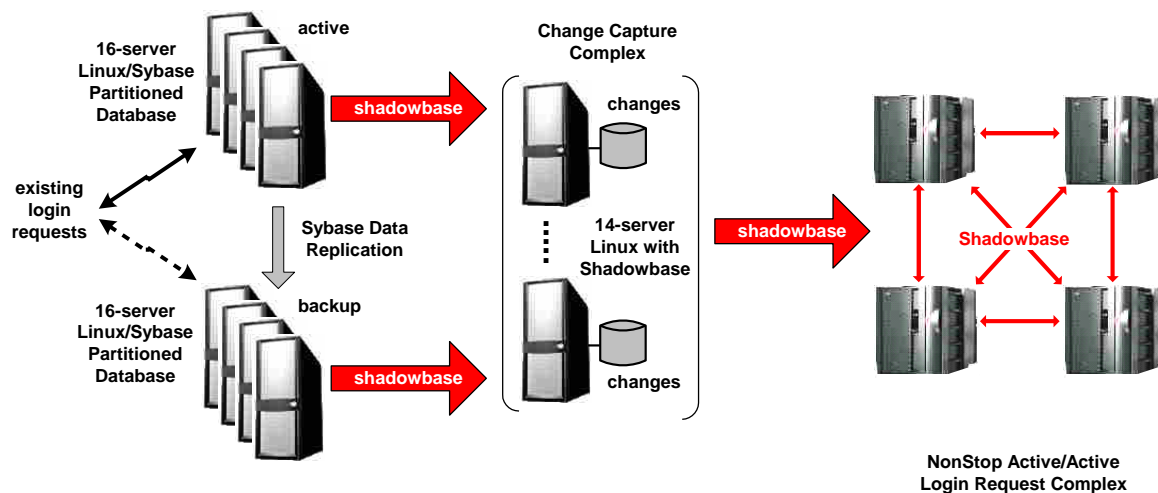 active
16-server
Linux/Sybase
Partitioned
Database
shadowbase
existing
login
requests
Sybase Data
Replication
backup
16-server
Linux/Sybase
Partitioned
Database
shadowbase
Change Capture
Complex
changes
14-server
Linux with
Shadowbase
changes
shadowbase
Shadowbase
NonStop Active/Active
Login Request Complex